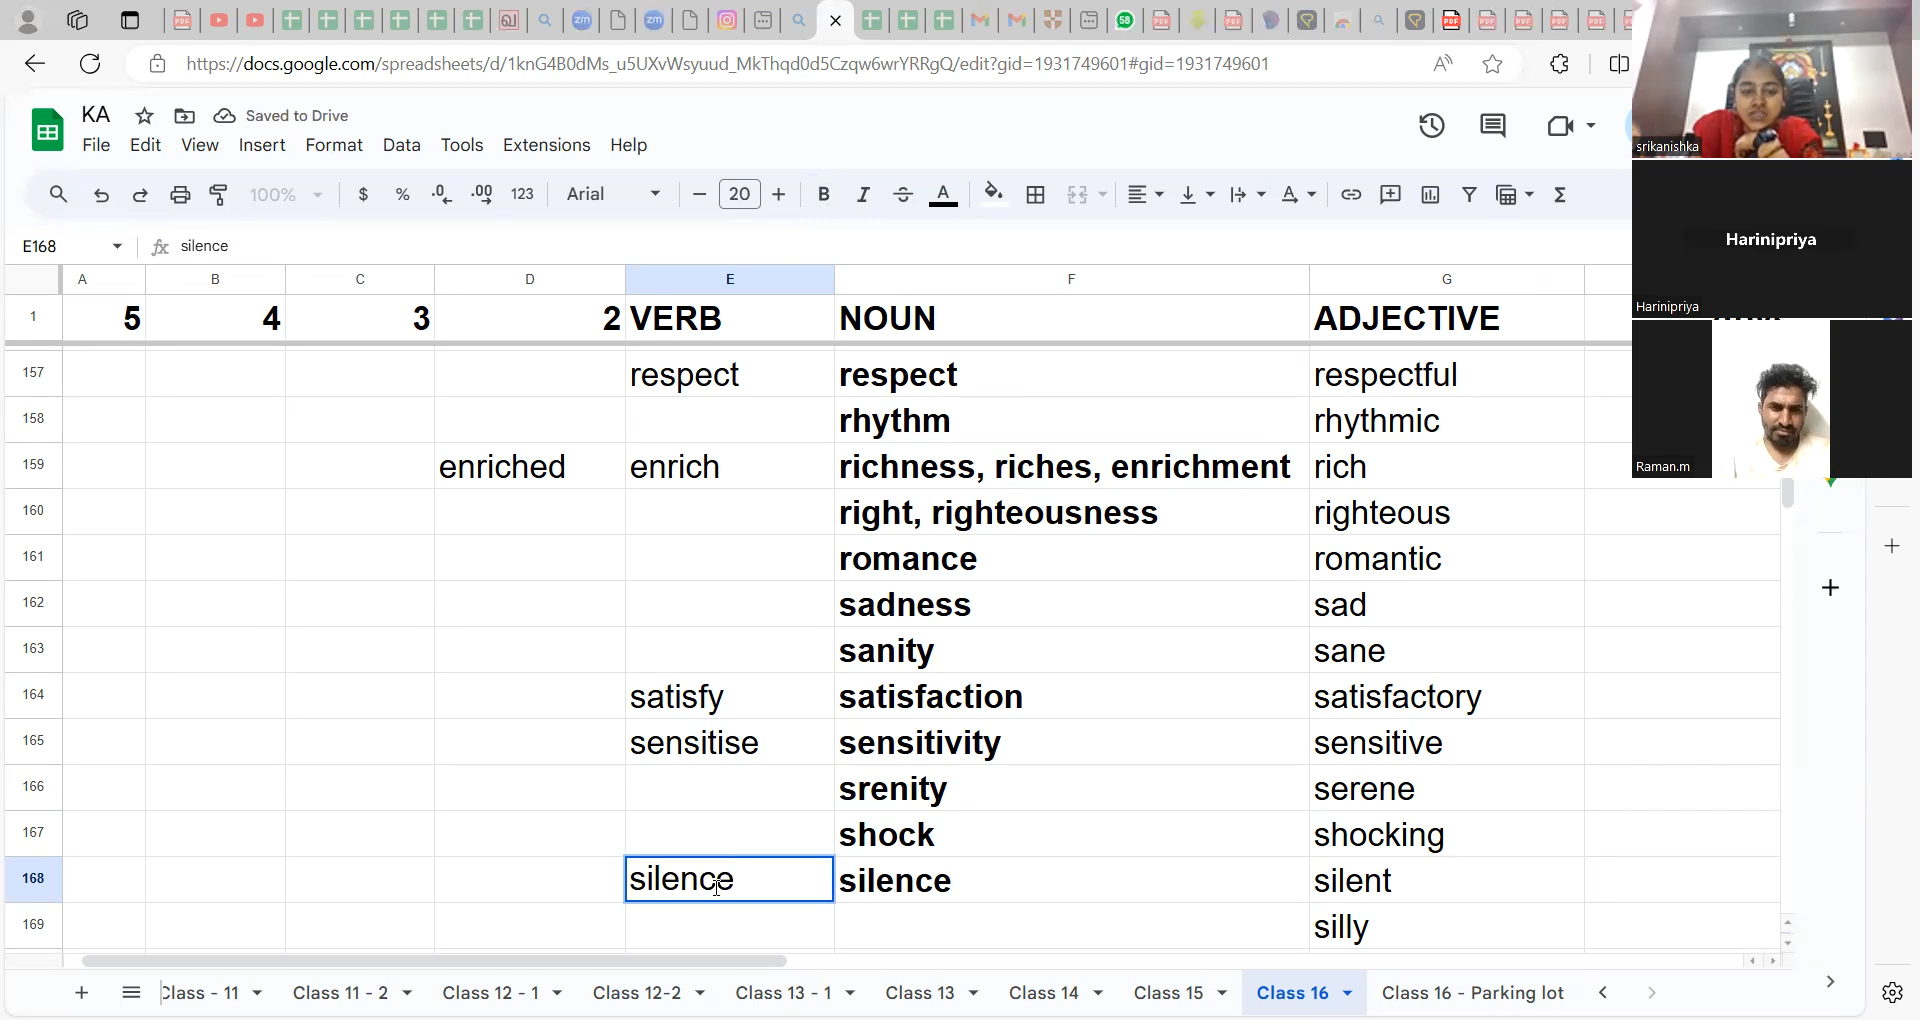 https://docs.google.com/spreadsheets/d/1knG4B0dMs_u5UXvWsyuud_MkThqd0d5Czqw6wrYRRgQ/edit?gid=1931749601#gid=1931749601
KA Saved to Drive
File Edit View Insert Format Data Tools Extensions Help
100% $ % .0 .00 123 Arial 20 B I A
E168 fx silence
A B C D E F G
1 5 4 3 2 VERB NOUN ADJECTIVE
157 respect respect respectful
158 rhythm rhythmic
159 enriched enrich richness, riches, enrichment rich
160 right, righteousness righteous
161 romance romantic
162 sadness sad
163 sanity sane
164 satisfy satisfaction satisfactory
165 sensitise sensitivity sensitive
166 srenity serene
167 shock shocking
168 silence silence silent
169 silly
Class - 11 Class 11 - 2 Class 12 - 1 Class 12-2 Class 13 - 1 Class 13 Class 14 Class 15 Class 16 Class 16 - Parking lot
srikanishka
Harinipriya
Harinipriya
Raman.m